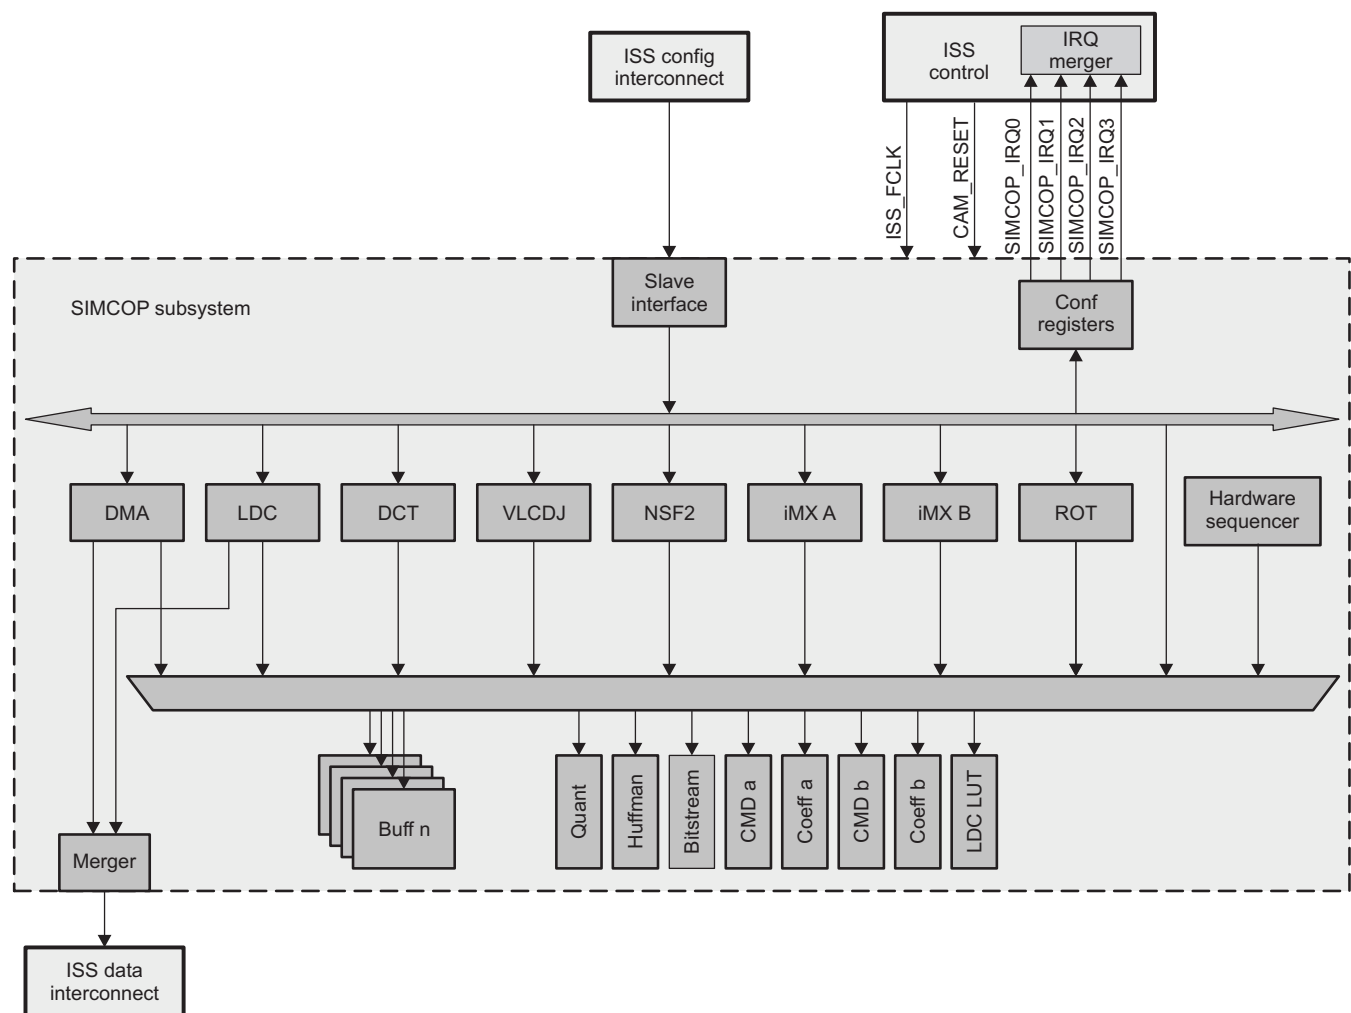 ISS config
interconnect
ISS
control
IRQ
merger
ISS_FCLK
CAM_RESET
SIMCOP_IRQ0
SIMCOP_IRQ1
SIMCOP_IRQ2
SIMCOP_IRQ3
SIMCOP subsystem
Slave
interface
Conf
registers
DMA
LDC
DCT
VLCDJ
NSF2
iMX A
iMX B
ROT
Hardware
sequencer
Buff n
Quant
Huffman
Bitstream
CMD a
Coeff a
CMD b
Coeff b
LDC LUT
Merger
ISS data
interconnect